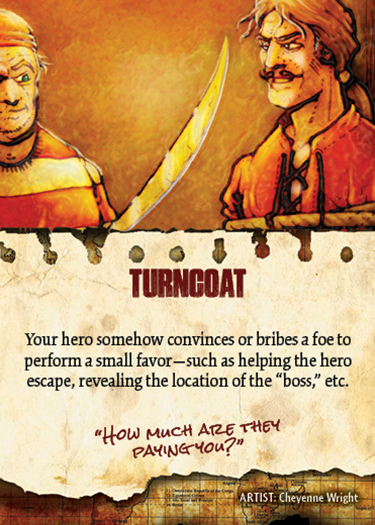 TURNCOAT
Your hero somehow convinces or bribes a foe to
perform a small favor—such as helping the hero
escape, revealing the location of the “boss,” etc.
“How much are they
paying you?”
ARTIST: Cheyenne Wright